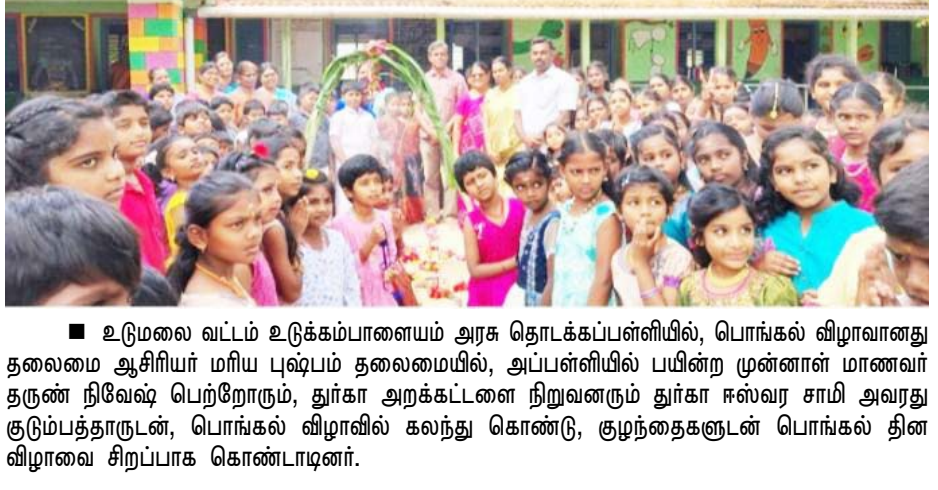 ■ உடுமலை வட்டம் உடுக்கம்பாளையம் அரசு தொடக்கப்பள்ளியில், பொங்கல் விழாவானது
தலைமை ஆசிரியர் மரிய புஷ்பம் தலைமையில், அப்பள்ளியில் பயின்ற முன்னாள் மாணவர்
தருண் நிவேஷ் பெற்றோரும், துர்கா அறக்கட்டளை நிறுவனரும் துர்கா ஈஸ்வர சாமி அவரது
குடும்பத்தாருடன், பொங்கல் விழாவில் கலந்து கொண்டு, குழந்தைகளுடன் பொங்கல் தின
விழாவை சிறப்பாக கொண்டாடினர்.